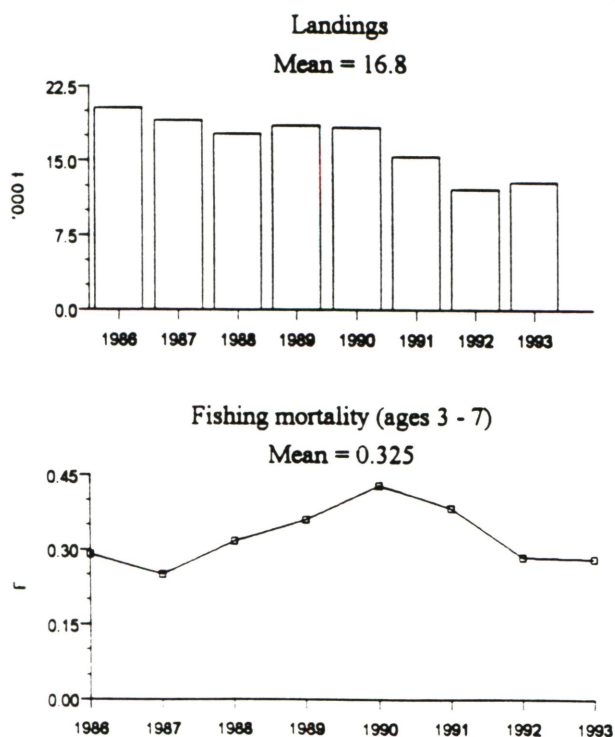 Landings
Mean = 16.8
22.5
15.0
7.5
0.0
'000 t
1986 1987 1988 1989 1990 1991 1992 1993
Fishing mortality (ages 3 - 7)
Mean = 0.325
0.45
0.30
0.15
0.00
F
1986 1987 1988 1989 1990 1991 1992 1993